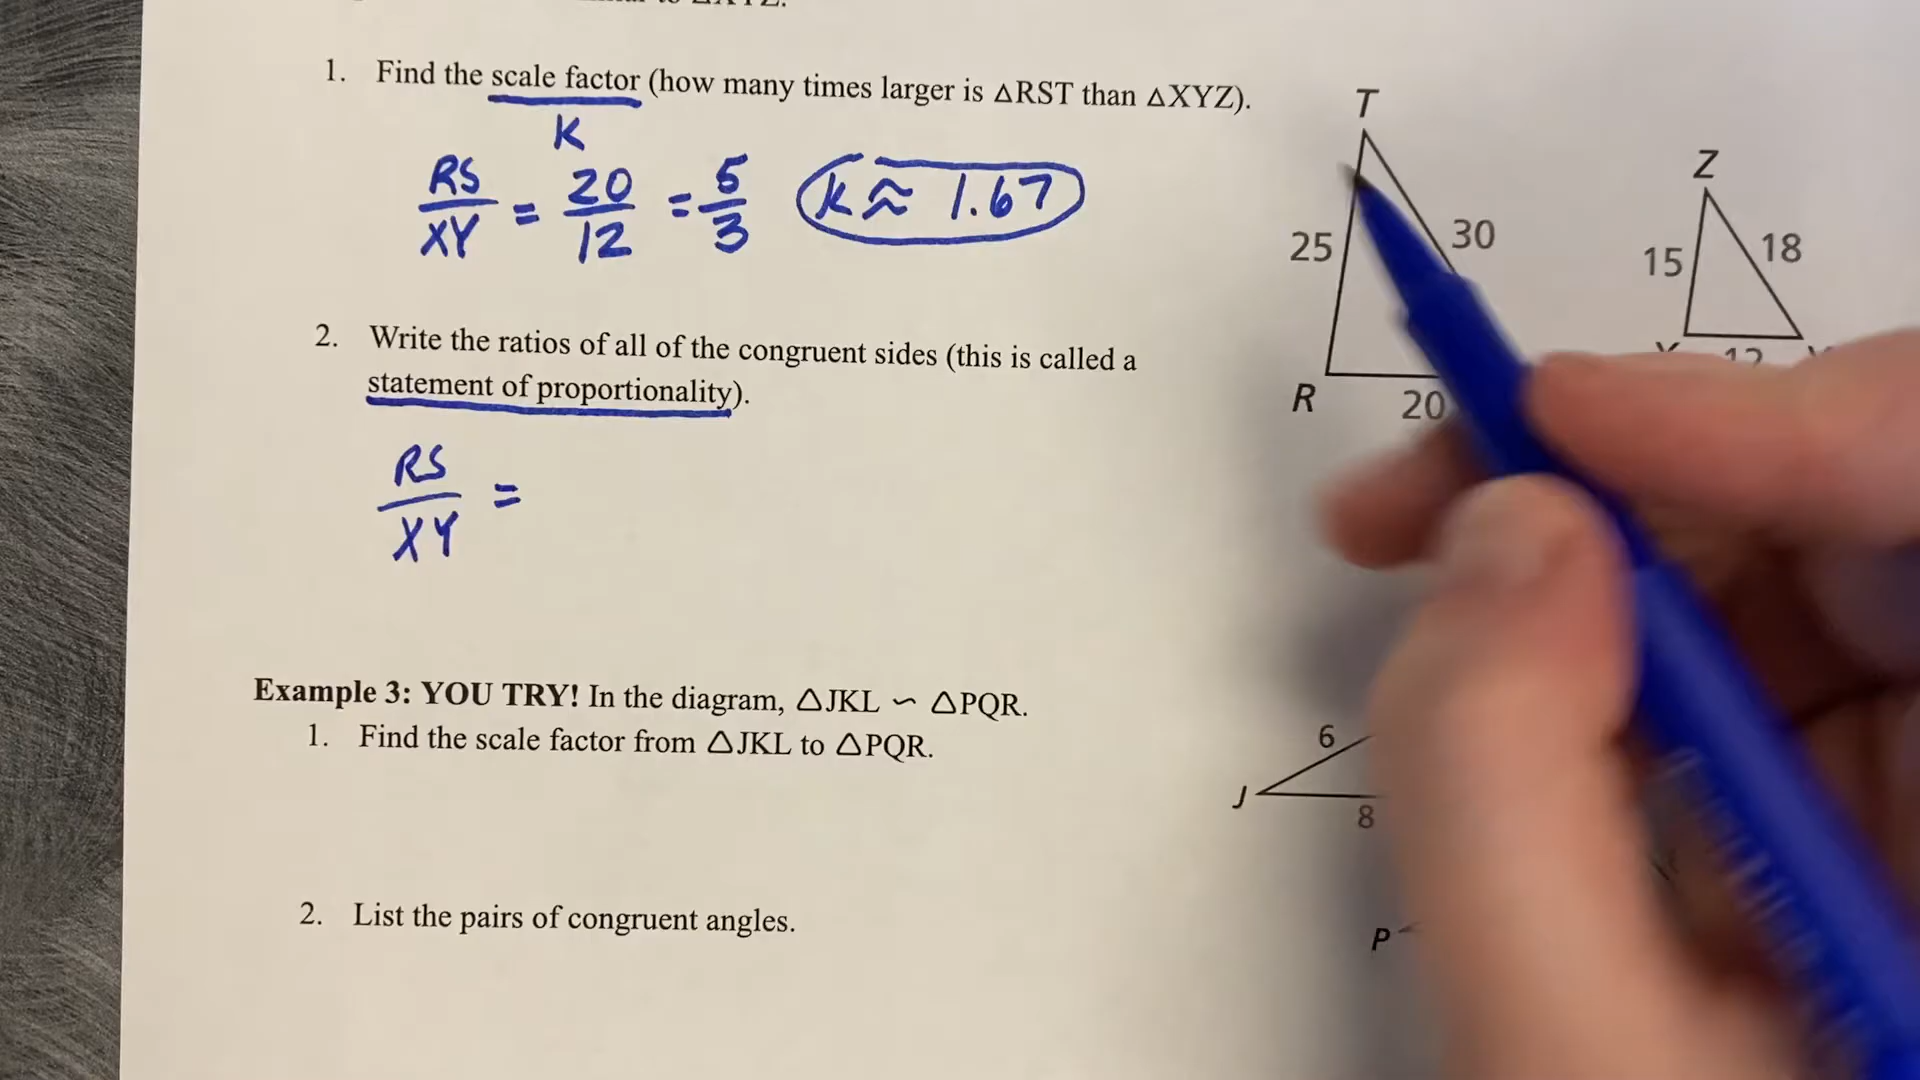 1. Find the scale factor (how many times larger is △RST than △XYZ).
K
RS/XY = 20/12 = 5/3 k ≈ 1.67
T
25
30
R
20
Z
15
18
12
2. Write the ratios of all of the congruent sides (this is called a
statement of proportionality).
RS/XY =
Example 3: YOU TRY! In the diagram, △JKL ∽ △PQR.
1. Find the scale factor from △JKL to △PQR.
6
J
8
2. List the pairs of congruent angles.
P